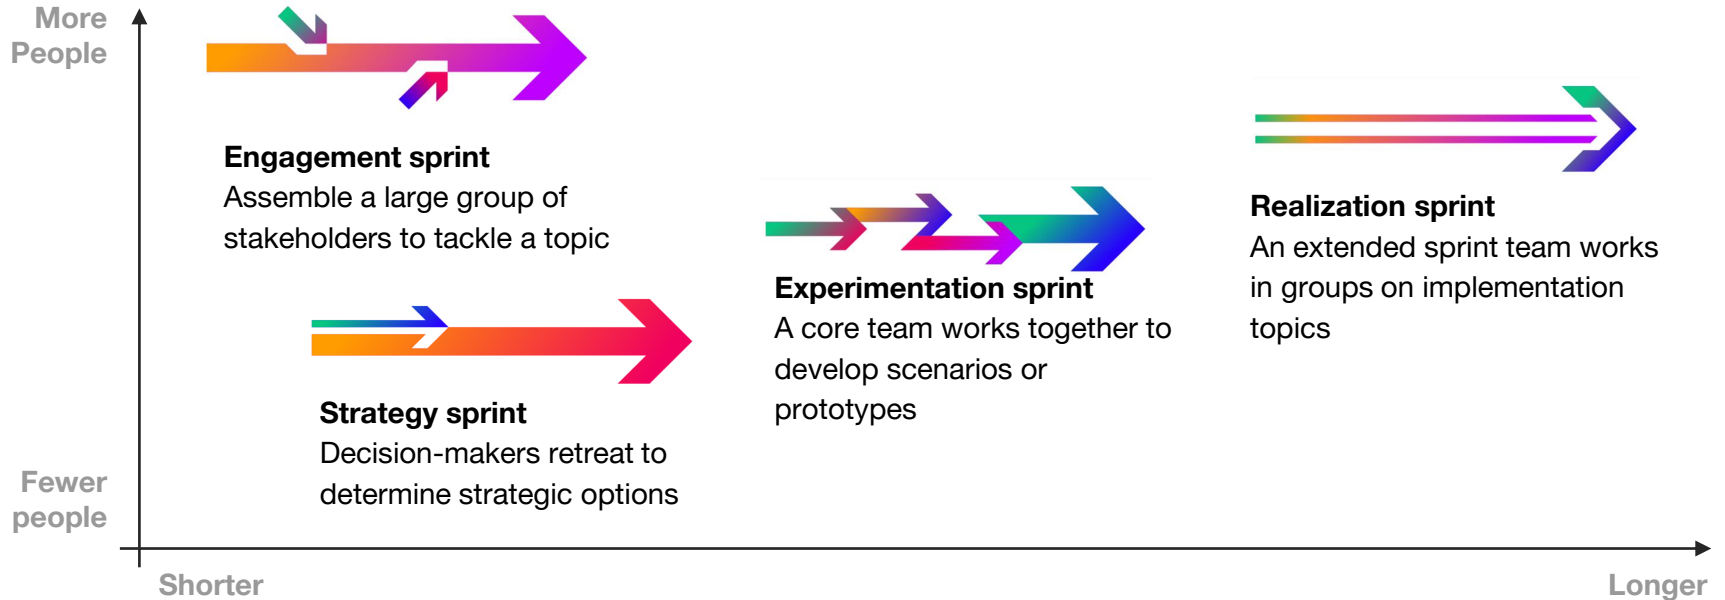 More
People
Engagement sprint
Assemble a large group of
stakeholders to tackle a topic
Strategy sprint
Decision-makers retreat to
determine strategic options
Experimentation sprint
A core team works together to
develop scenarios or
prototypes
Realization sprint
An extended sprint team works
in groups on implementation
topics
Fewer
people
Shorter
Longer